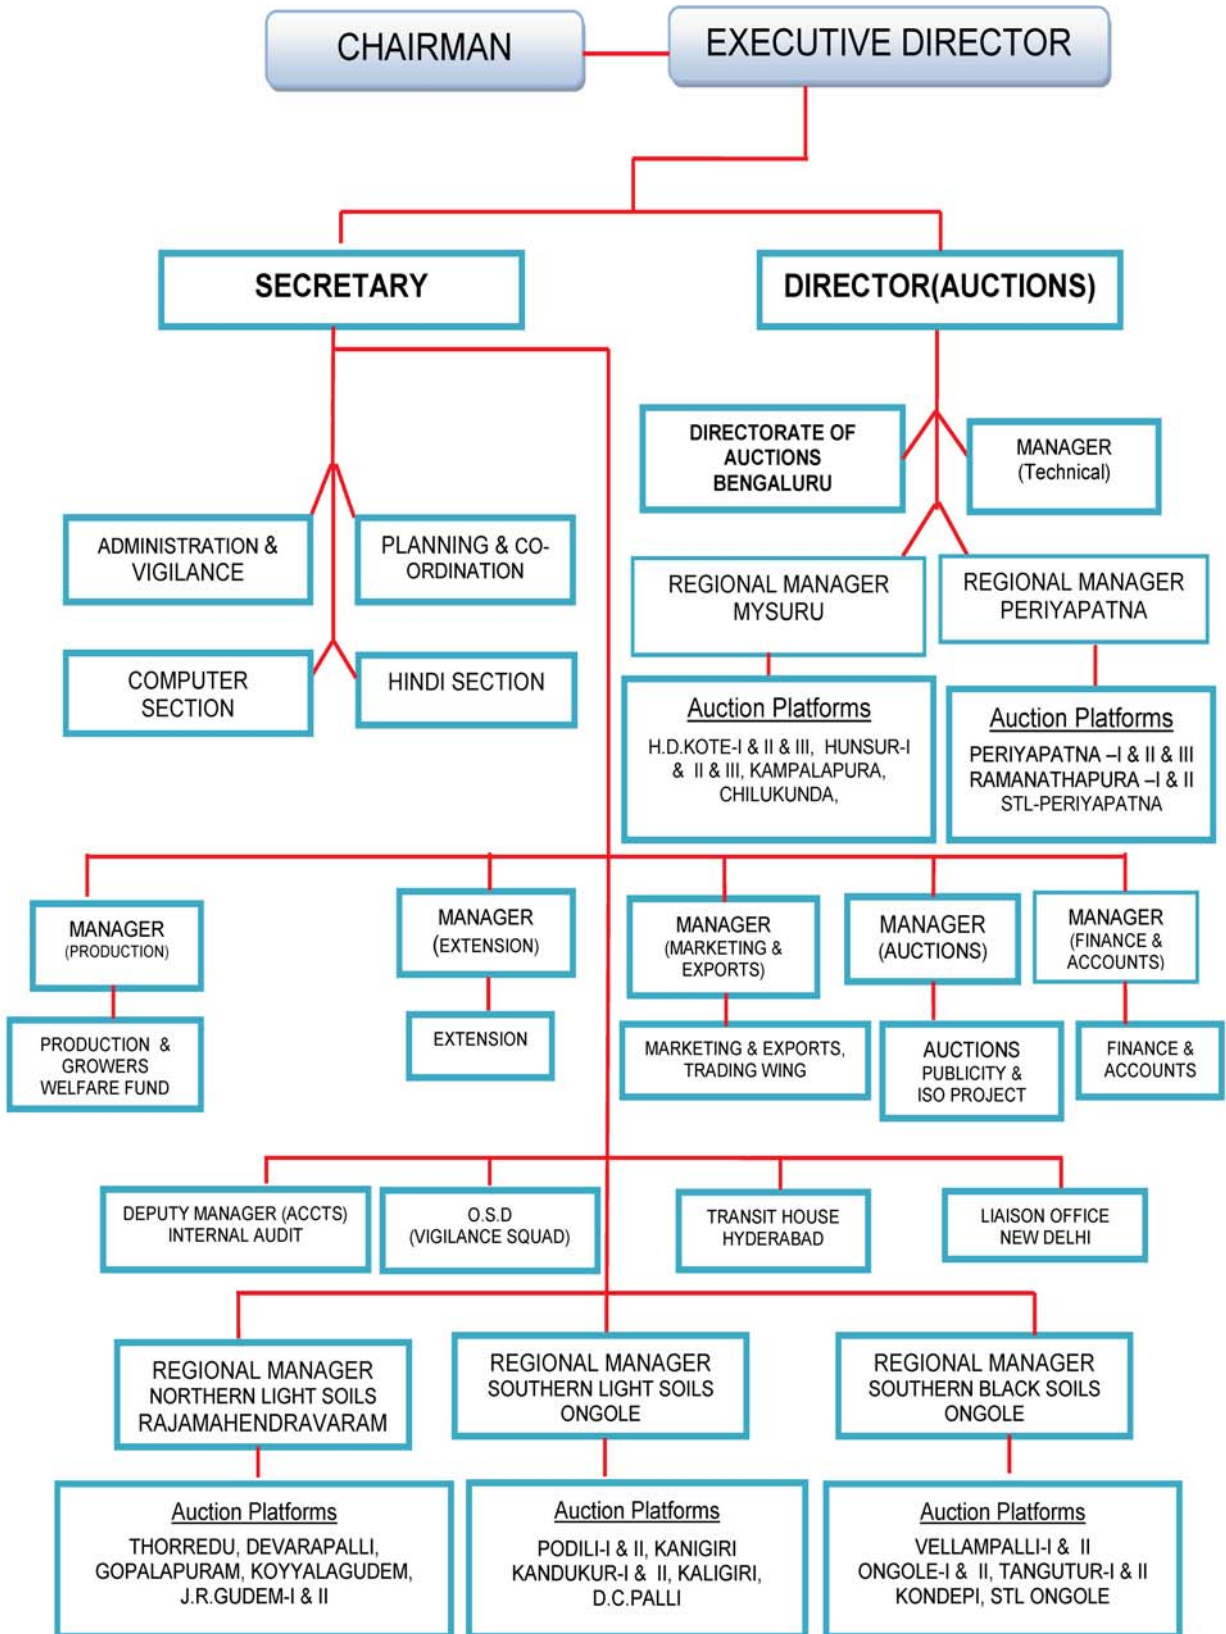 CHAIRMAN
EXECUTIVE DIRECTOR
SECRETARY
DIRECTOR(AUCTIONS)
DIRECTORATE OF
AUCTIONS
BENGALURU
MANAGER
(Technical)
ADMINISTRATION &
VIGILANCE
PLANNING & CO-
ORDINATION
REGIONAL MANAGER
MYSURU
REGIONAL MANAGER
PERIYAPATNA
COMPUTER
SECTION
HINDI SECTION
Auction Platforms
H.D.KOTE-I & II & III, HUNSUR-I
& II & III, KAMPALAPURA,
CHILUKUNDA,
Auction Platforms
PERIYAPATNA –I & II & III
RAMANATHAPURA –I & II
STL-PERIYAPATNA
MANAGER
(PRODUCTION)
MANAGER
(EXTENSION)
MANAGER
(MARKETING &
EXPORTS)
MANAGER
(AUCTIONS)
MANAGER
(FINANCE &
ACCOUNTS)
PRODUCTION &
GROWERS
WELFARE FUND
EXTENSION
MARKETING & EXPORTS,
TRADING WING
AUCTIONS
PUBLICITY &
ISO PROJECT
FINANCE &
ACCOUNTS
DEPUTY MANAGER (ACCTS)
INTERNAL AUDIT
O.S.D
(VIGILANCE SQUAD)
TRANSIT HOUSE
HYDERABAD
LIAISON OFFICE
NEW DELHI
REGIONAL MANAGER
NORTHERN LIGHT SOILS
RAJAMAHENDRAVARAM
REGIONAL MANAGER
SOUTHERN LIGHT SOILS
ONGOLE
REGIONAL MANAGER
SOUTHERN BLACK SOILS
ONGOLE
Auction Platforms
THORREDU, DEVARAPALLI,
GOPALAPURAM, KOYYALAGUDEM,
J.R.GUDEM-I & II
Auction Platforms
PODILI-I & II, KANIGIRI
KANDUKUR-I & II, KALIGIRI,
D.C.PALLI
Auction Platforms
VELLAMPALLI-I & II
ONGOLE-I & II, TANGUTUR-I & II
KONDEPI, STL ONGOLE